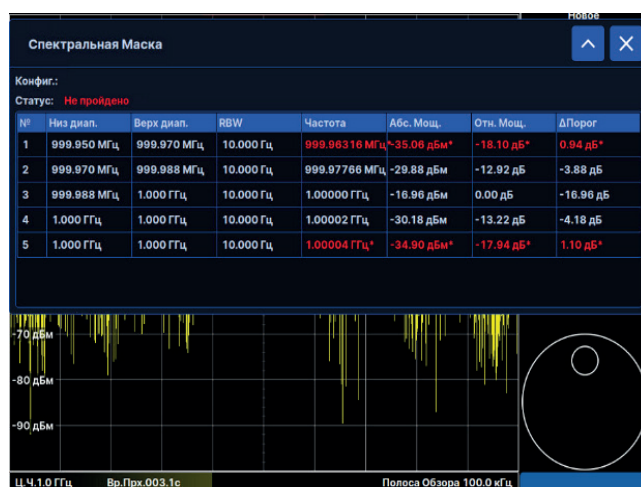 Новое
Спектральная Маска
Конфиг.:
Статус: Не пройдено
№ Низ диап. Верх диап. RBW Частота Абс. Мощ. Отн. Мощ. ΔПорог
1 999.950 МГц 999.970 МГц 10.000 Гц 999.96316 МГц* -35.06 дБм* -18.10 дБ* 0.94 дБ*
2 999.970 МГц 999.988 МГц 10.000 Гц 999.97766 МГц -29.88 дБм -12.92 дБ -3.88 дБ
3 999.988 МГц 1.000 ГГц 10.000 Гц 1.00000 ГГц -16.96 дБм 0.00 дБ -16.96 дБ
4 1.000 ГГц 1.000 ГГц 10.000 Гц 1.00002 ГГц -30.18 дБм -13.22 дБ -4.18 дБ
5 1.000 ГГц 1.000 ГГц 10.000 Гц 1.00004 ГГц* -34.90 дБм* -17.94 дБ* 1.10 дБ*
-70 дБм
-80 дБм
-90 дБм
Ц.Ч.1.0 ГГц Вр.Прх.003.1с Полоса Обзора 100.0 кГц